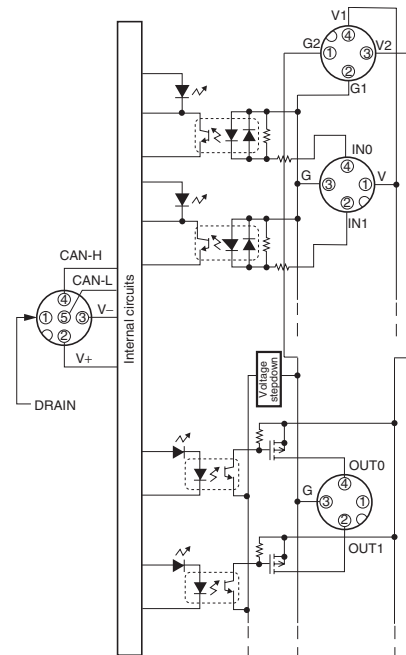 V1
G2
V2
4
1
3
2
G1
IN0
4
G
3
1
V
2
IN1
CAN-H
CAN-L
4
1
5
3
V−
2
V+
DRAIN
Internal circuits
Voltage
stepdown
OUT0
4
G
3
1
2
OUT1